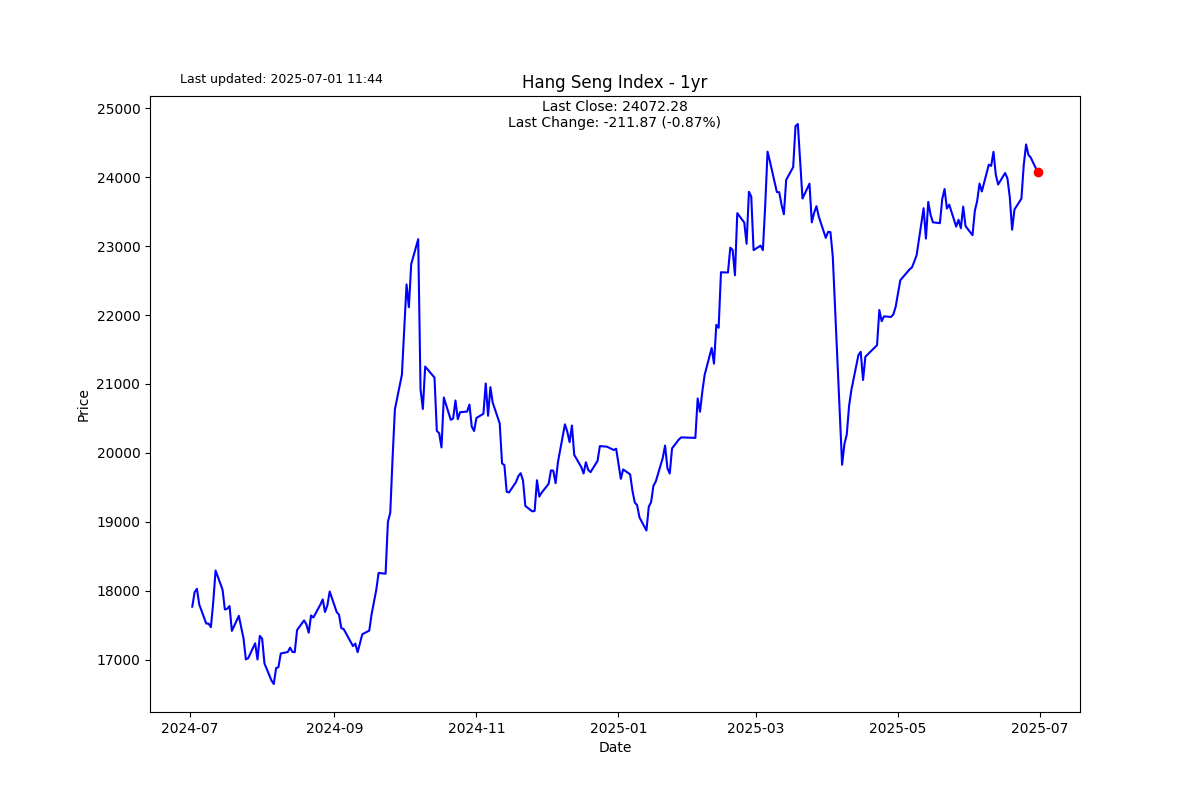 Last updated: 2025-07-01 11:44
Hang Seng Index - 1yr
Last Close: 24072.28
Last Change: -211.87 (-0.87%)
25000
24000
23000
22000
21000
20000
19000
18000
17000
Price
2024-07
2024-09
2024-11
2025-01
2025-03
2025-05
2025-07
Date